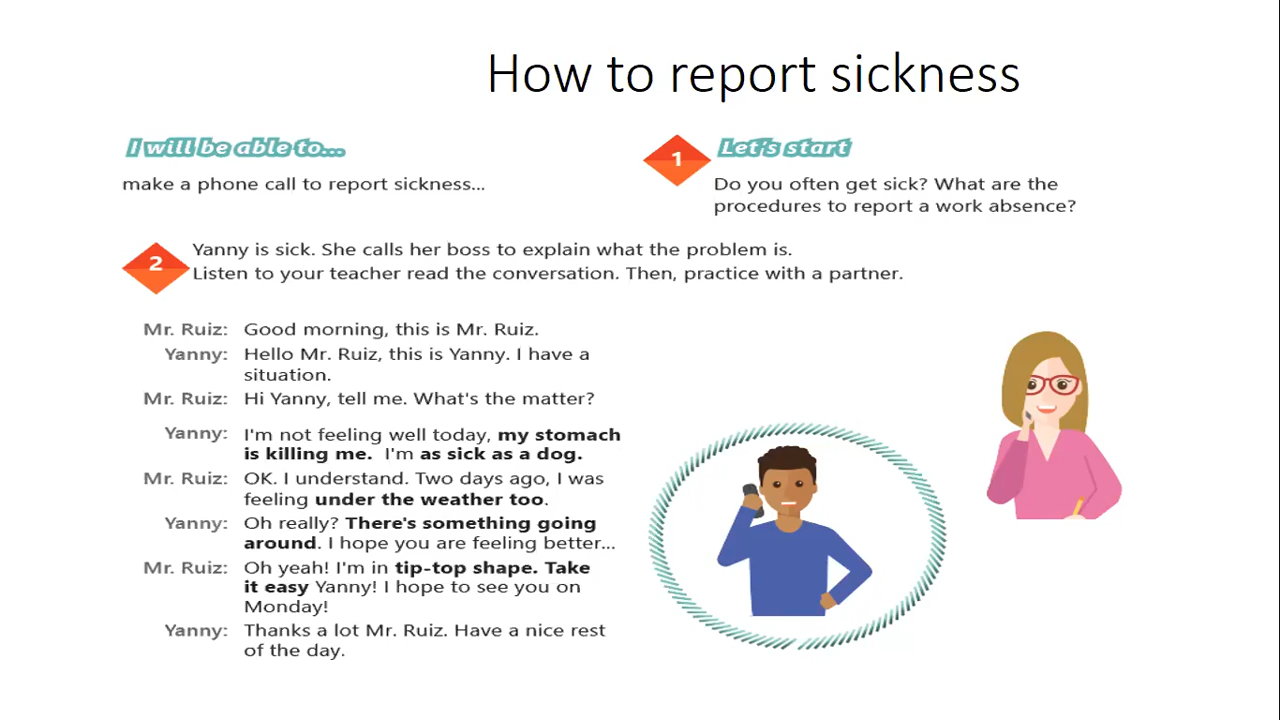 How to report sickness
I will be able to...
make a phone call to report sickness...
1
Let's start
Do you often get sick? What are the
procedures to report a work absence?
2
Yanny is sick. She calls her boss to explain what the problem is.
Listen to your teacher read the conversation. Then, practice with a partner.
Mr. Ruiz: Good morning, this is Mr. Ruiz.
Yanny: Hello Mr. Ruiz, this is Yanny. I have a
situation.
Mr. Ruiz: Hi Yanny, tell me. What's the matter?
Yanny: I'm not feeling well today, my stomach
is killing me. I'm as sick as a dog.
Mr. Ruiz: OK. I understand. Two days ago, I was
feeling under the weather too.
Yanny: Oh really? There's something going
around. I hope you are feeling better...
Mr. Ruiz: Oh yeah! I'm in tip-top shape. Take
it easy Yanny! I hope to see you on
Monday!
Yanny: Thanks a lot Mr. Ruiz. Have a nice rest
of the day.